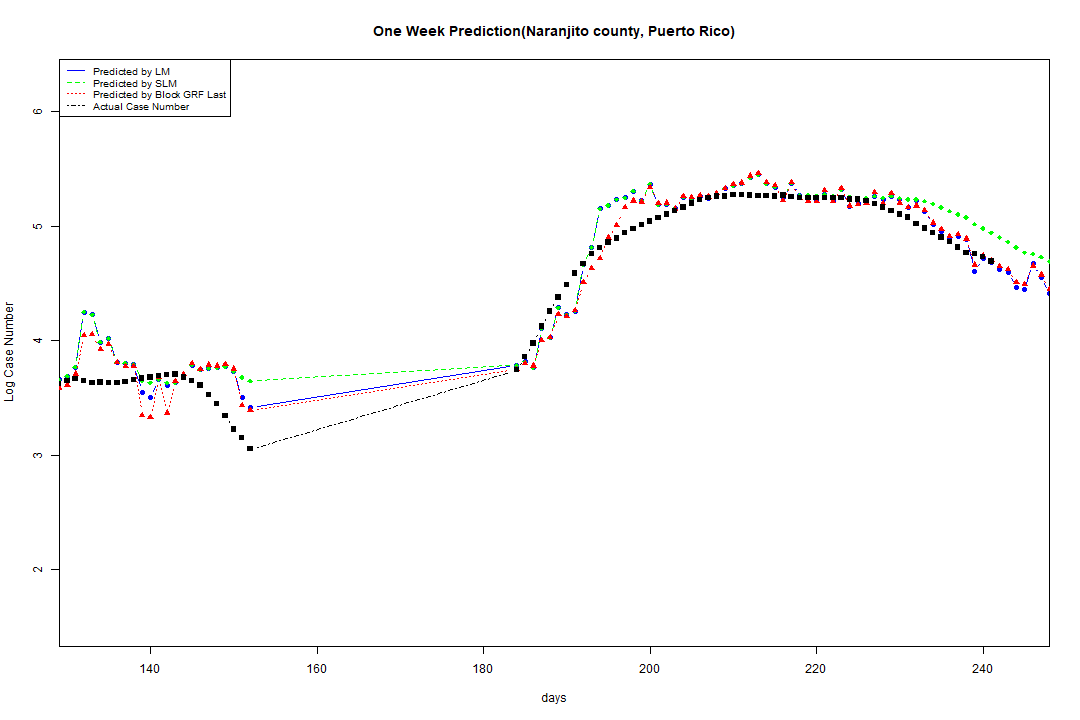 One Week Prediction(Naranjito county, Puerto Rico)
Predicted by LM
Predicted by SLM
Predicted by Block GRF Last
Actual Case Number
6
5
4
3
2
Log Case Number
140 160 180 200 220 240
days